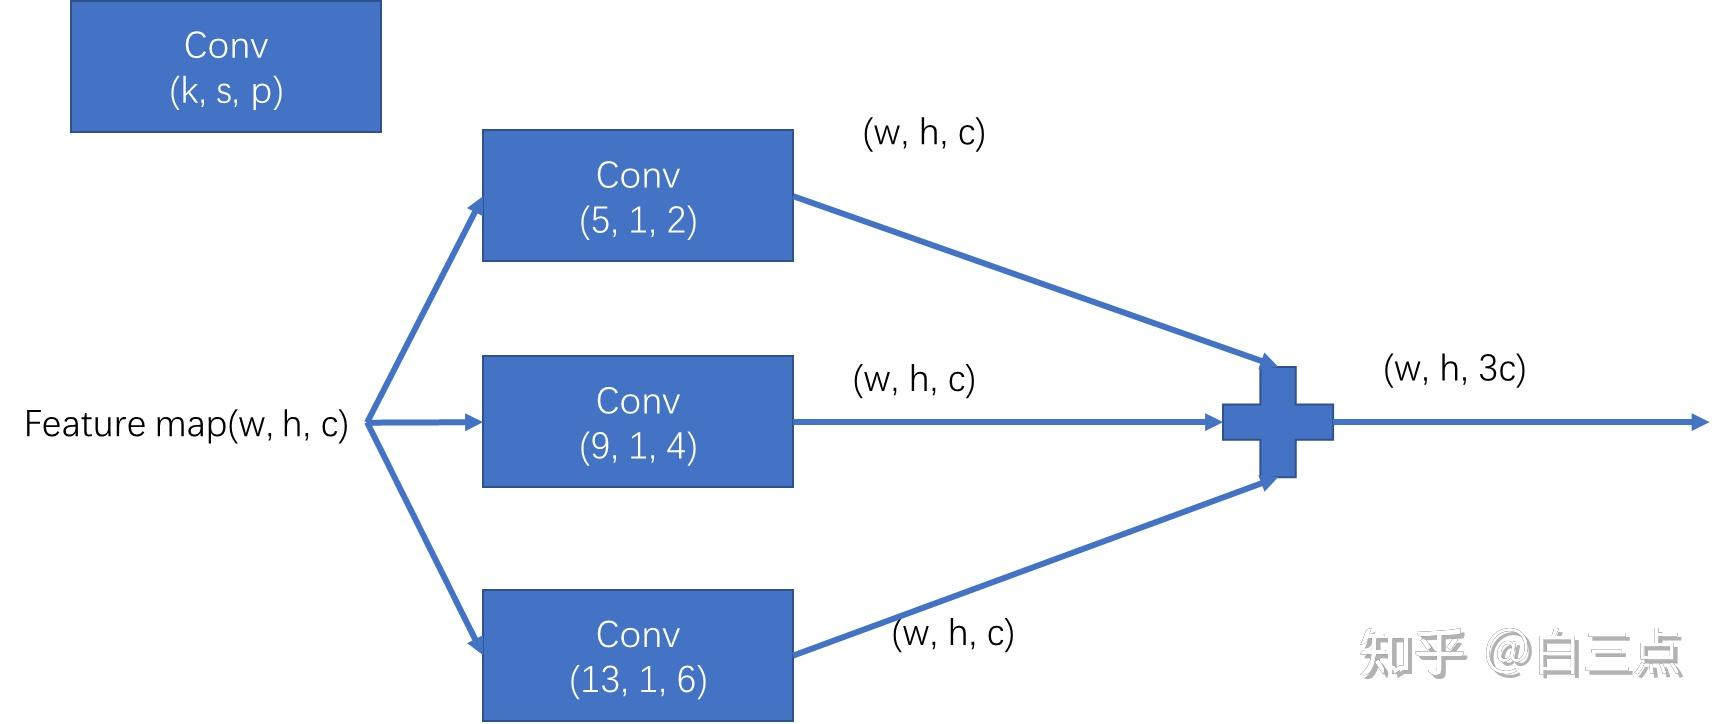 Conv
(k, s, p)
(w, h, c)
Conv
(5, 1, 2)
(w, h, c)
(w, h, 3c)
Feature map(w, h, c)
Conv
(9, 1, 4)
Conv
(13, 1, 6)
(w, h, c)
知乎 @白三点